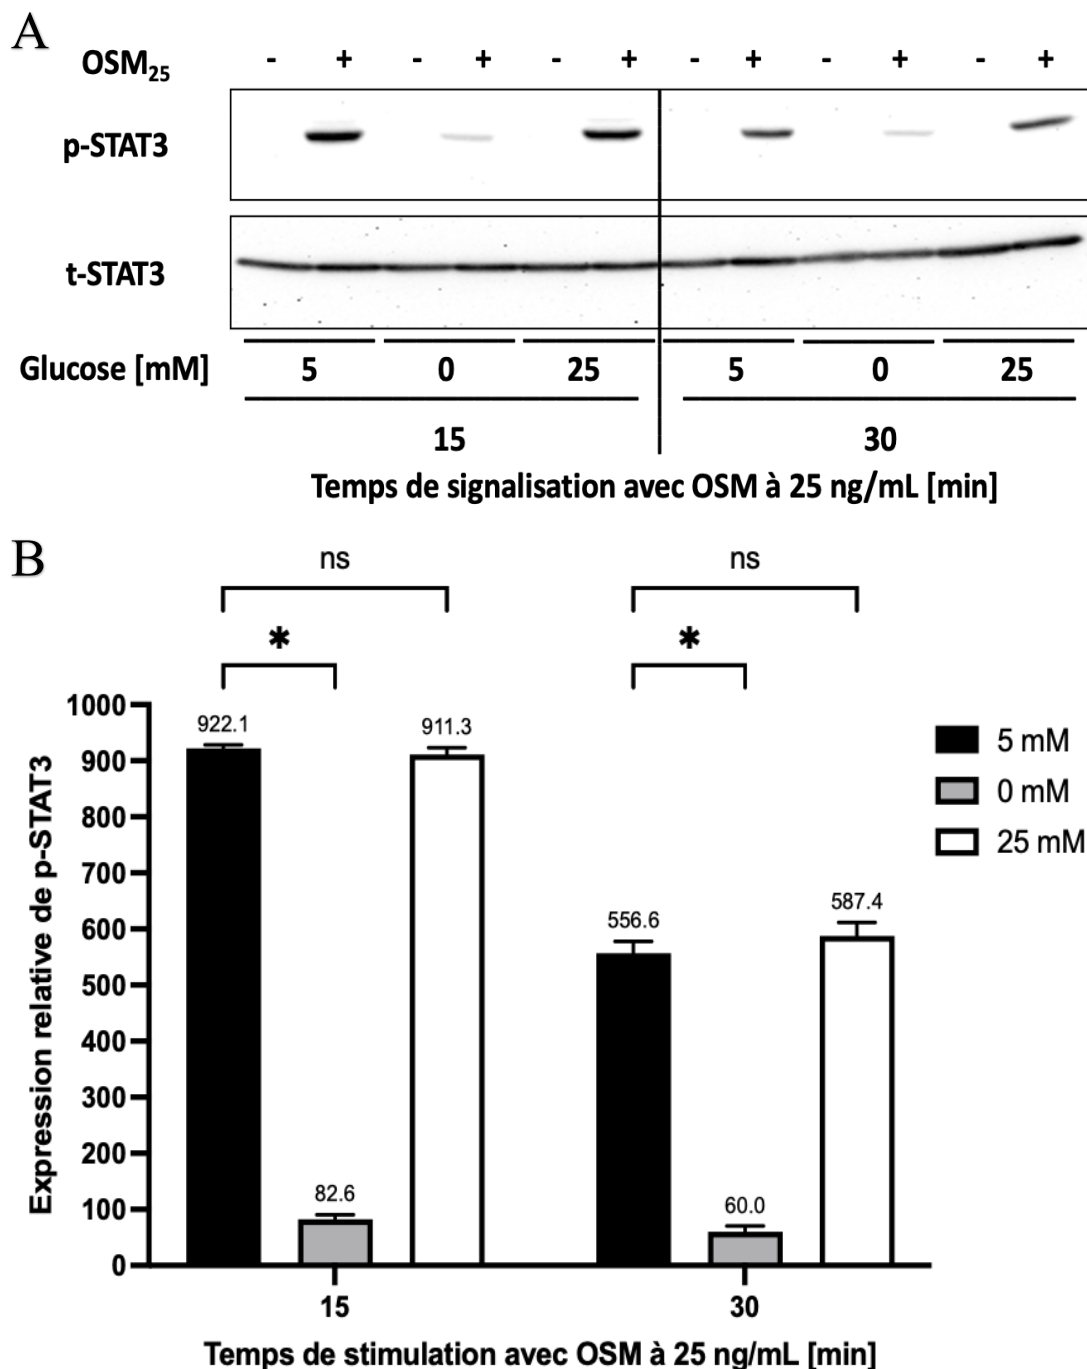 A
OSM25 - + - + - + - + - + - +
p-STAT3
t-STAT3
Glucose [mM] 5 0 25 5 0 25
15 30
Temps de signalisation avec OSM à 25 ng/mL [min]
B
ns ns
* *
1000
900
800
700
600
500
400
300
200
100
0
Expression relative de p-STAT3
922.1 82.6 911.3
556.6 60.0 587.4
5 mM
0 mM
25 mM
15 30
Temps de stimulation avec OSM à 25 ng/mL [min]